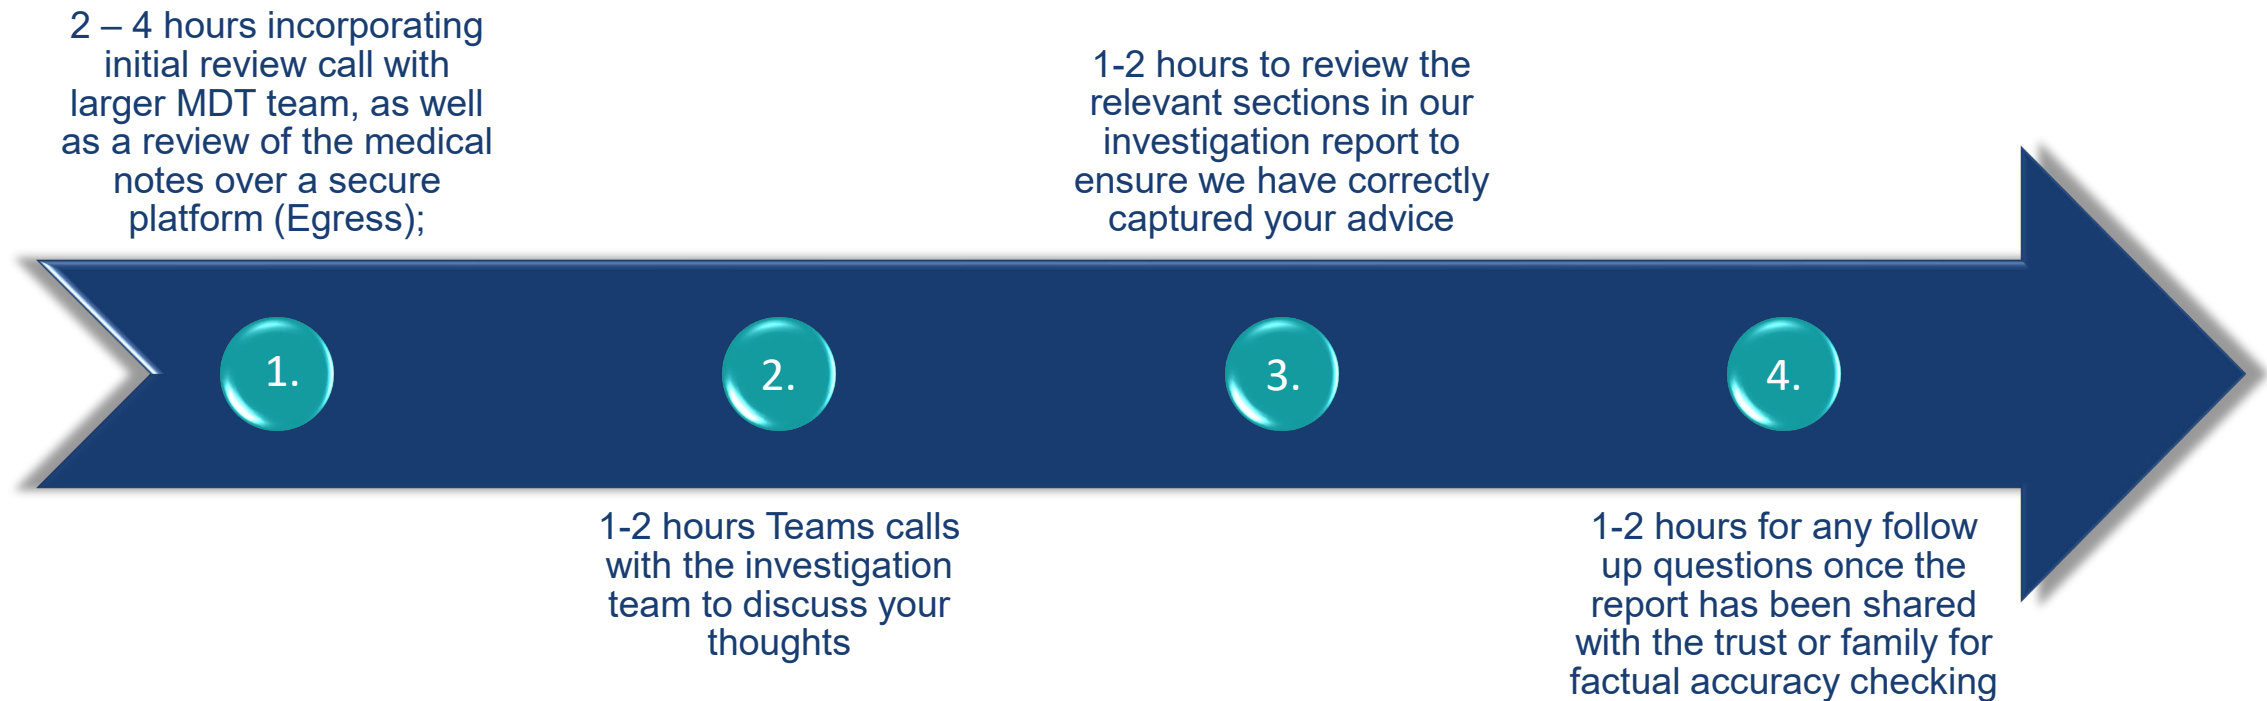 2 – 4 hours incorporating
initial review call with
larger MDT team, as well
as a review of the medical
notes over a secure
platform (Egress);
1-2 hours to review the
relevant sections in our
investigation report to
ensure we have correctly
captured your advice
1.
2.
3.
4.
1-2 hours Teams calls
with the investigation
team to discuss your
thoughts
1-2 hours for any follow
up questions once the
report has been shared
with the trust or family for
factual accuracy checking